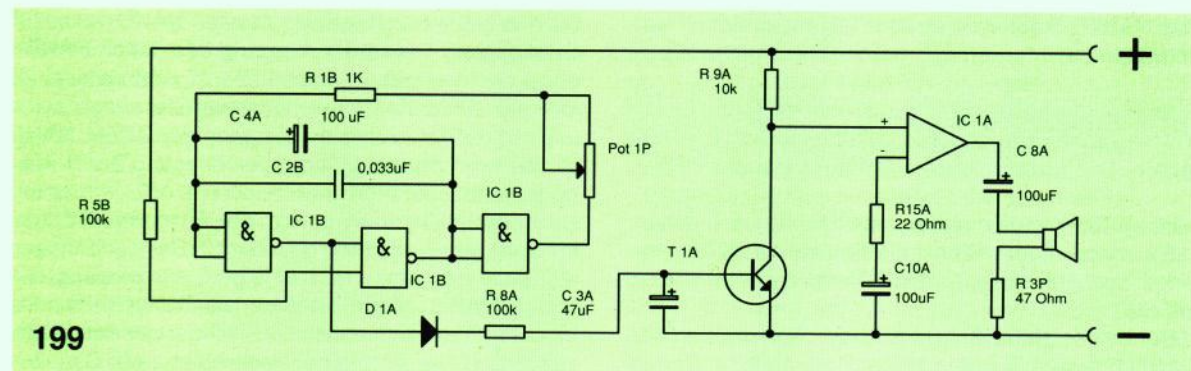 R 9A
10k
+
R 1B 1K
C 4A
100 uF
+
IC 1A
+
-
C 8A
+
100uF
Pot 1P
C 2B
0,033uF
IC 1B
R 5B
100k
IC 1B
&
&
&
IC 1B
R15A
22 Ohm
T 1A
D 1A
R 8A
100k
C 3A
47uF
+
C10A
+
100uF
R 3P
47 Ohm
199
−